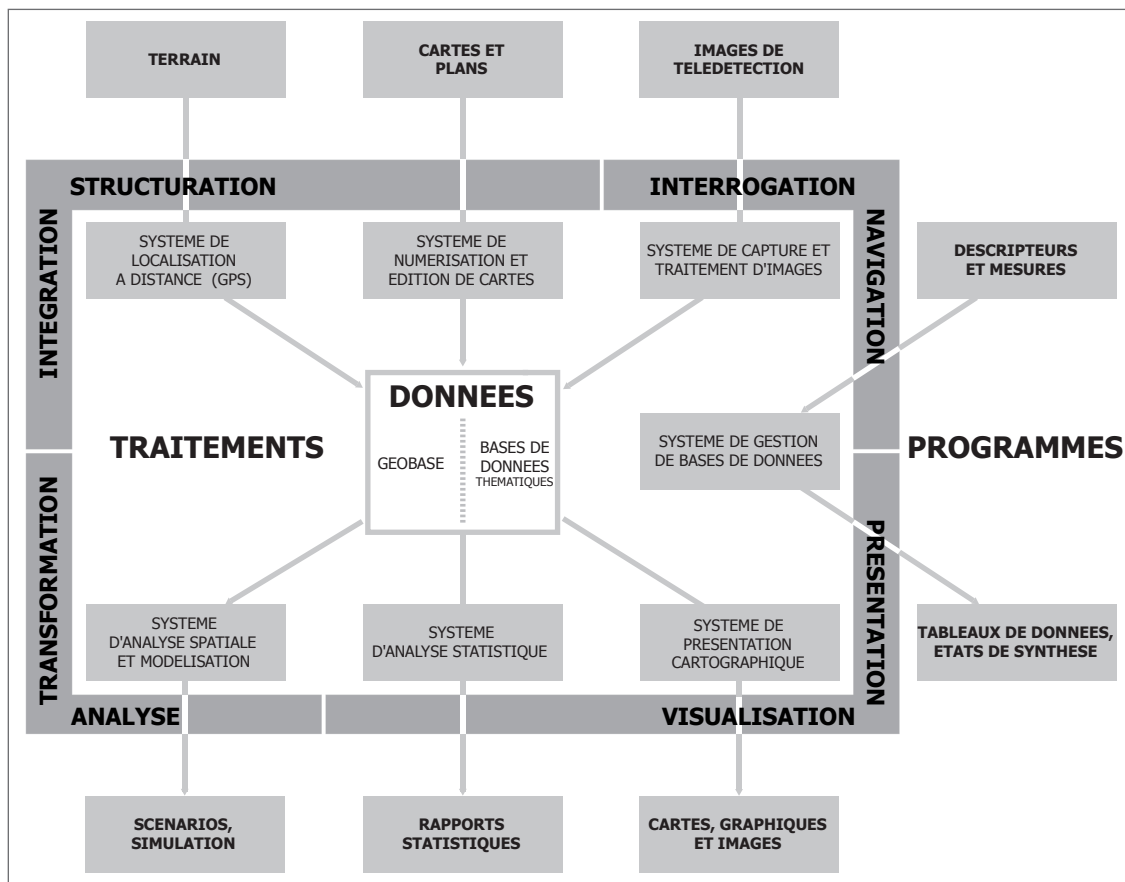 TERRAIN
CARTES ET
PLANS
IMAGES DE
TELEDETECTION
STRUCTURATION
INTERROGATION
INTEGRATION
NAVIGATION
SYSTEME DE
LOCALISATION
A DISTANCE (GPS)
SYSTEME DE
NUMERISATION ET
EDITION DE CARTES
SYSTEME DE CAPTURE ET
TRAITEMENT D'IMAGES
DESCRIPTEURS
ET MESURES
TRAITEMENTS
DONNEES
GEOBASE
BASES DE
DONNEES
THEMATIQUES
SYSTEME DE GESTION
DE BASES DE DONNEES
PROGRAMMES
TRANSFORMATION
PRESENTATION
SYSTEME
D'ANALYSE SPATIALE
ET MODELISATION
SYSTEME
D'ANALYSE STATISTIQUE
SYSTEME DE
PRESENTATION
CARTOGRAPHIQUE
TABLEAUX DE DONNEES,
ETATS DE SYNTHESE
ANALYSE
VISUALISATION
SCENARIOS,
SIMULATION
RAPPORTS
STATISTIQUES
CARTES, GRAPHIQUES
ET IMAGES